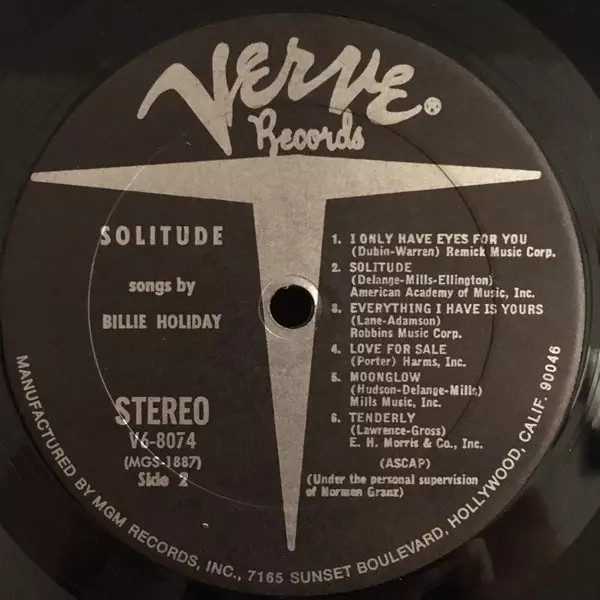 Verve®
Records
SOLITUDE
songs by
BILLIE HOLIDAY
STEREO
V6-8074
(MGS-1887)
Side 2
1. I ONLY HAVE EYES FOR YOU
(Dubin-Warren) Remick Music Corp.
2. SOLITUDE
(Delange-Mills-Ellington)
American Academy of Music, Inc.
3. EVERYTHING I HAVE IS YOURS
(Lane-Adamson)
Robbins Music Corp.
4. LOVE FOR SALE
(Porter) Harms, Inc.
5. MOONGLOW
(Hudson-Delange-Mills)
Mills Music, Inc.
6. TENDERLY
(Lawrence-Gross)
E. H. Morris & Co., Inc.
(ASCAP)
(Under the personal supervision
of Norman Granz)
MANUFACTURED BY MGM RECORDS, INC., 7165 SUNSET BOULEVARD, HOLLYWOOD, CALIF. 90046